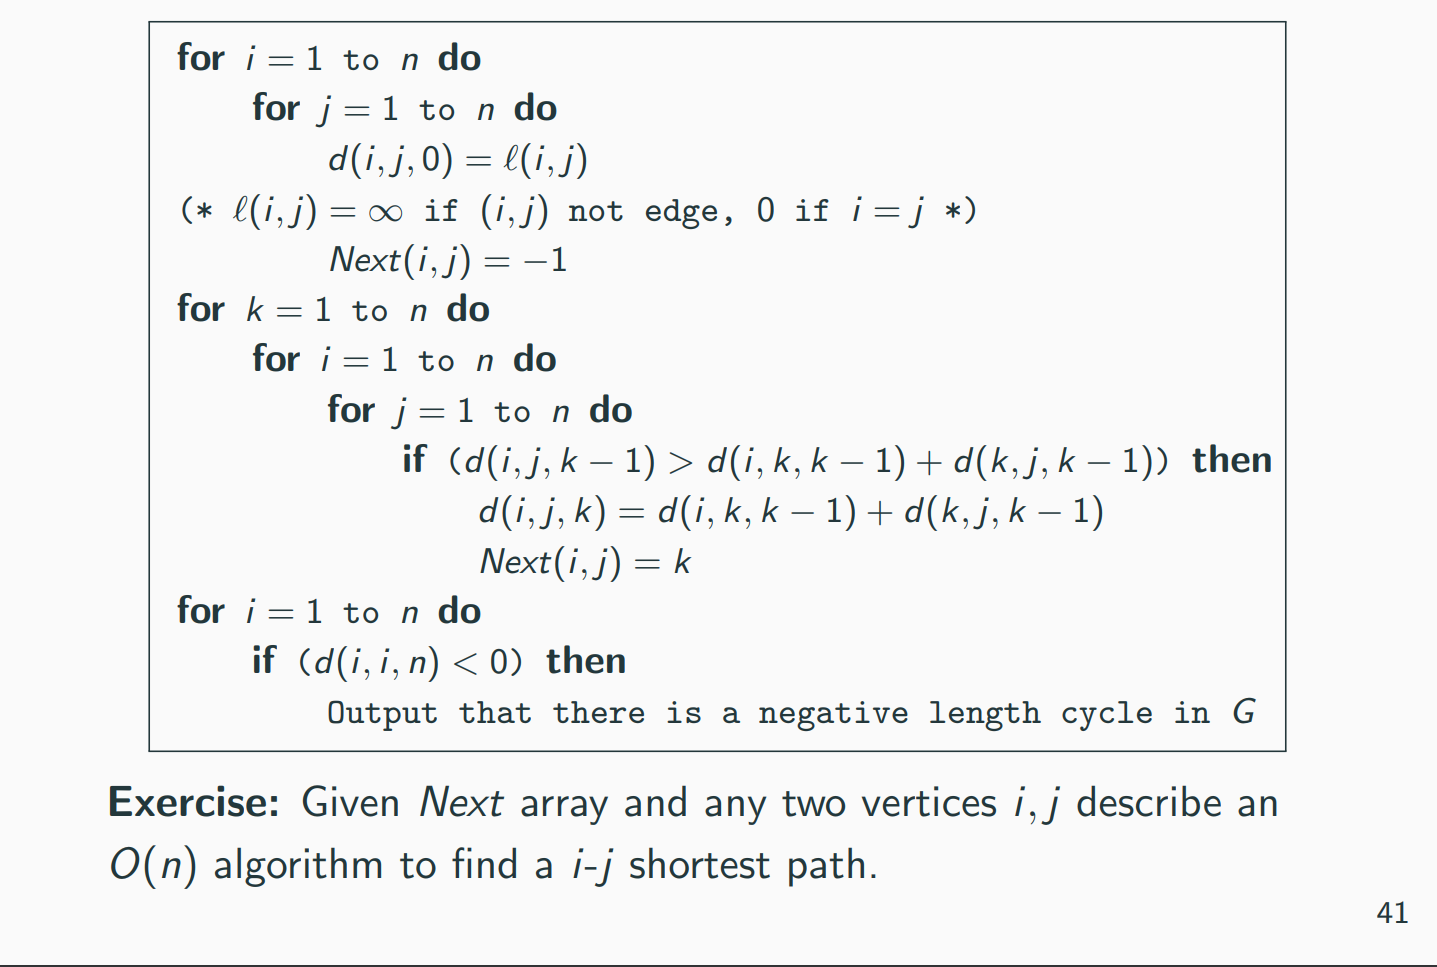 for i = 1 to n do
for j = 1 to n do
d(i, j, 0) = ℓ(i, j)
(* ℓ(i, j) = ∞ if (i, j) not edge, 0 if i = j *)
Next(i, j) = −1
for k = 1 to n do
for i = 1 to n do
for j = 1 to n do
if (d(i, j, k − 1) > d(i, k, k − 1) + d(k, j, k − 1)) then
d(i, j, k) = d(i, k, k − 1) + d(k, j, k − 1)
Next(i, j) = k
for i = 1 to n do
if (d(i, i, n) < 0) then
Output that there is a negative length cycle in G
Exercise: Given Next array and any two vertices i, j describe an
O(n) algorithm to find a i-j shortest path.
41